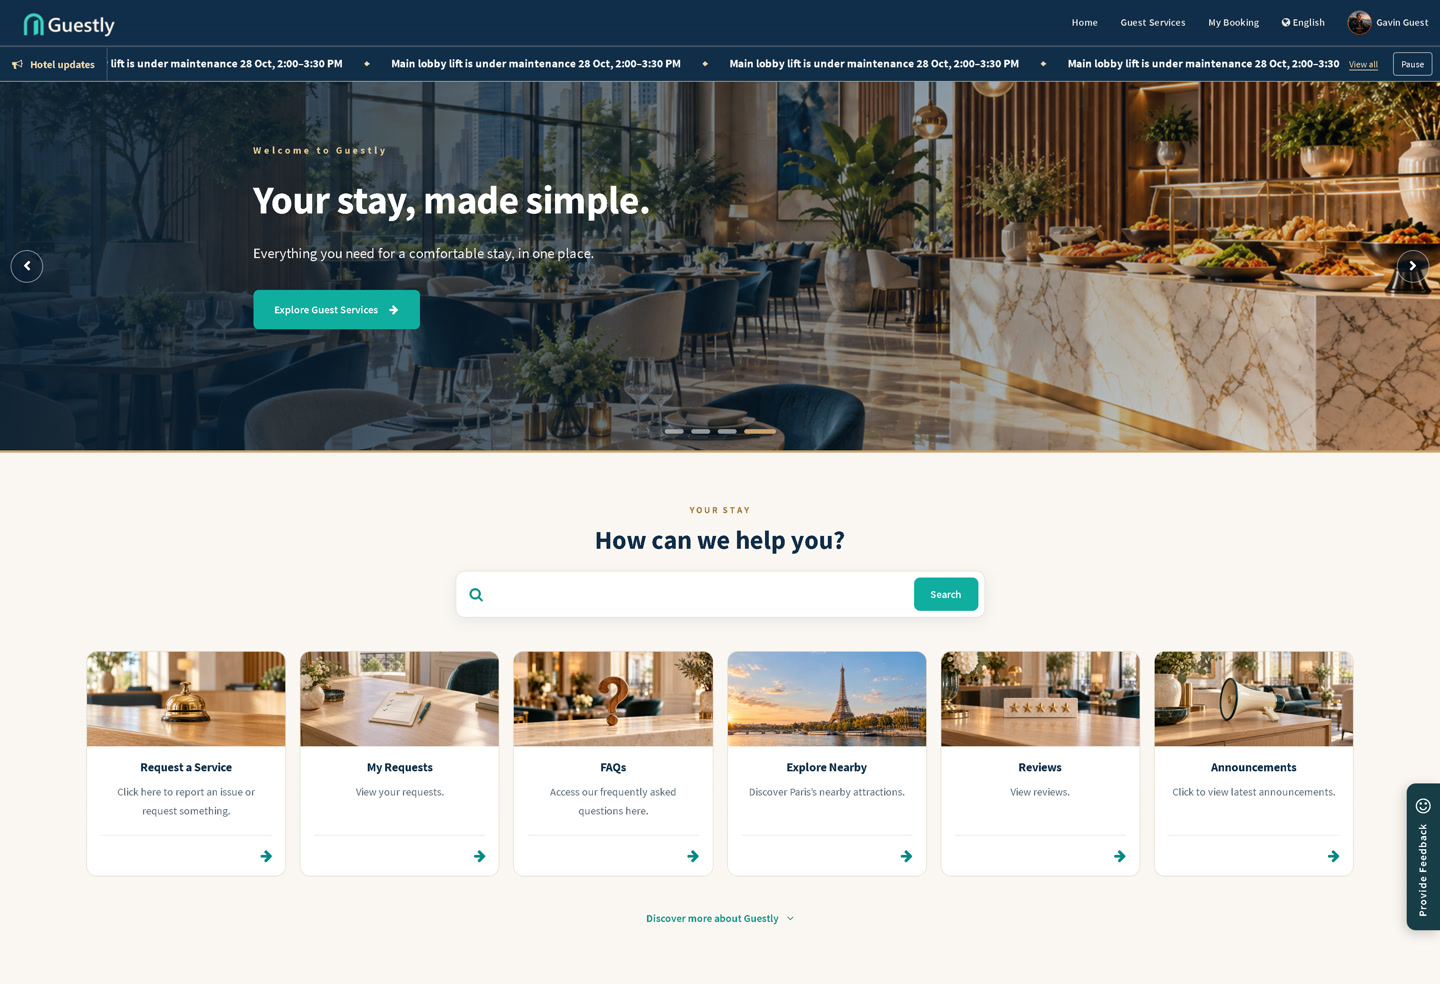 Guestly
Home
Guest Services
My Booking
English
Gavin Guest
Hotel updates
lift is under maintenance 28 Oct, 2:00–3:30 PM
Main lobby lift is under maintenance 28 Oct, 2:00–3:30 PM
Main lobby lift is under maintenance 28 Oct, 2:00–3:30 PM
Main lobby lift is under maintenance 28 Oct, 2:00–3:30
View all
Pause
Welcome to Guestly
Your stay, made simple.
Everything you need for a comfortable stay, in one place.
Explore Guest Services
YOUR STAY
How can we help you?
Search
Request a Service
Click here to report an issue or
request something.
My Requests
View your requests.
FAQs
Access our frequently asked
questions here.
Explore Nearby
Discover Paris's nearby attractions.
Reviews
View reviews.
Announcements
Click to view latest announcements.
Provide Feedback
Discover more about Guestly